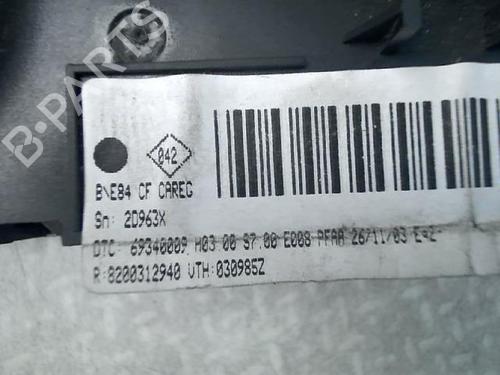 B-PARTS
042
B\E84 CF CAREG
Sn: 2D963X
DTC 69340009 H03.00 S7.00 E008 PFAA 26/11/03
R:8200312940 VTH:030985Z